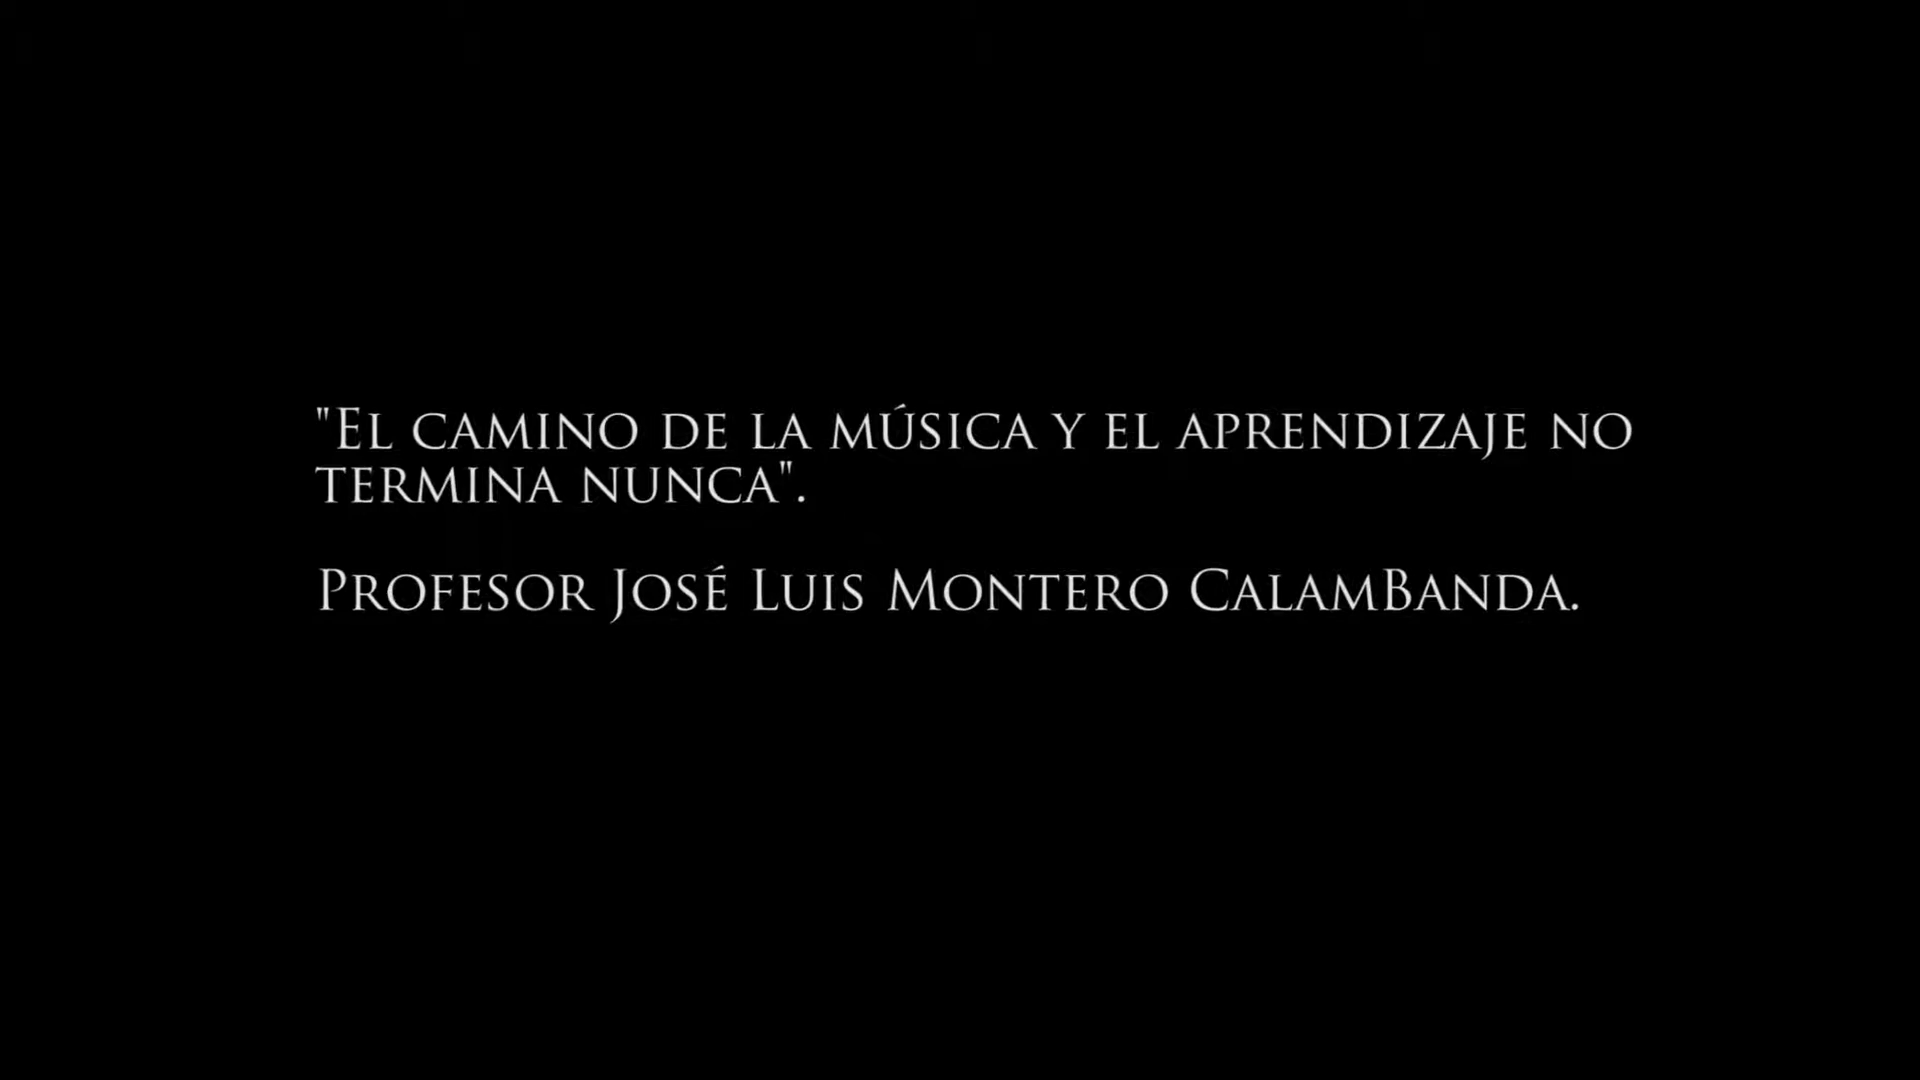 "El camino de la música y el aprendizaje no
termina nunca".
Profesor José Luis Montero CalamBanda.